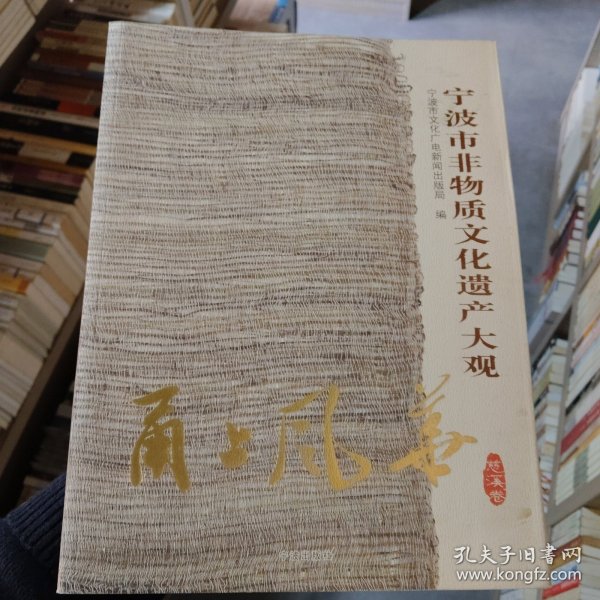 宁波市非物质文化遗产大观
宁波市文化广电新闻出版局 编
甬上风华
慈溪卷
孔夫子旧书网
www.kongfz.com